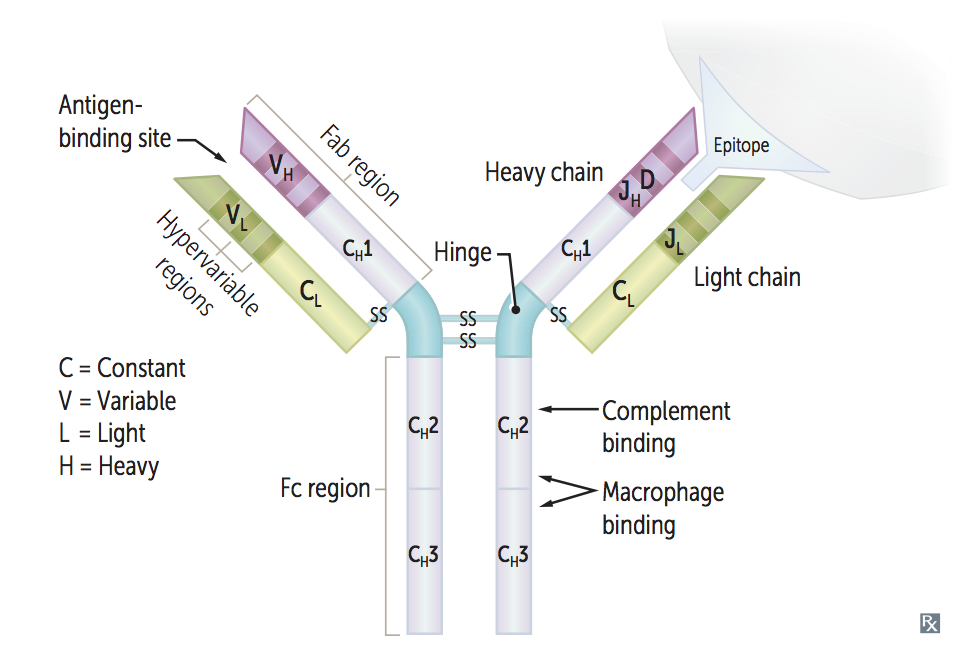 Antigen-
binding site
Fab region
Heavy chain
Epitope
VH
VL
JH
D
JL
CH1
CH1
CL
CL
Hypervariable
regions
Hinge
Light chain
SS
SS
SS
SS
C = Constant
V = Variable
L = Light
H = Heavy
CH2
CH2
Complement
binding
Fc region
Macrophage
binding
CH3
CH3
Rx